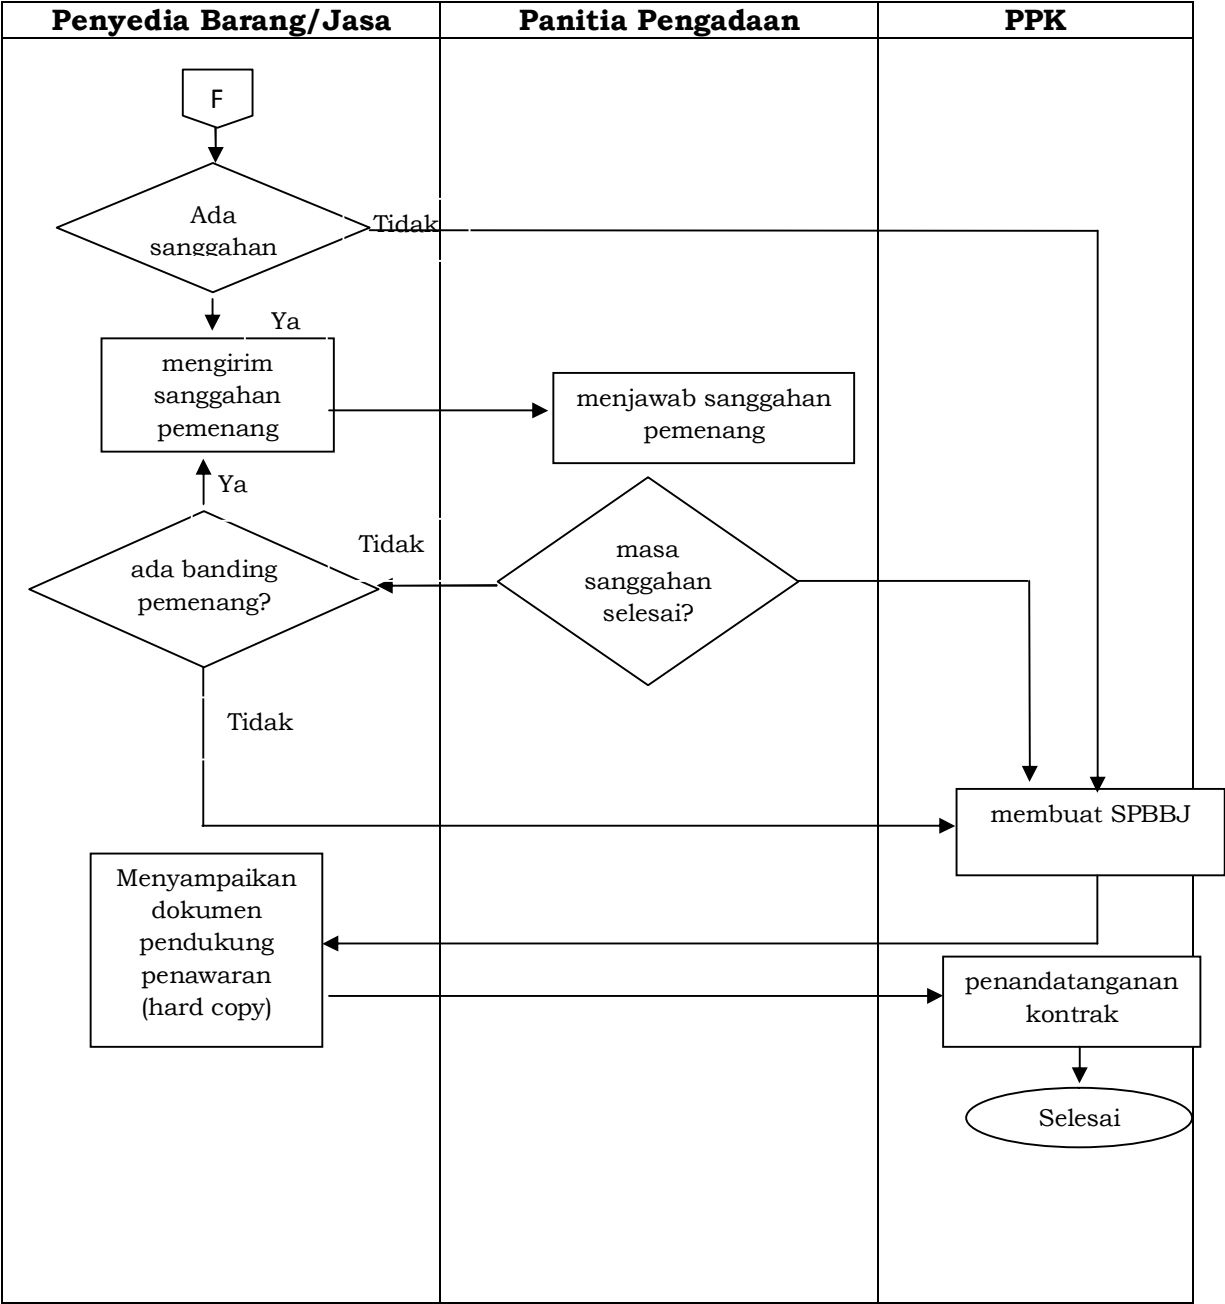 Penyedia Barang/Jasa
Panitia Pengadaan
PPK
F
Ada
sanggahan
Tidak
Ya
mengirim
sanggahan
pemenang
menjawab sanggahan
pemenang
Ya
Tidak
ada banding
pemenang?
masa
sanggahan
selesai?
Tidak
membuat SPBBJ
Menyampaikan
dokumen
pendukung
penawaran
(hard copy)
penandatanganan
kontrak
Selesai